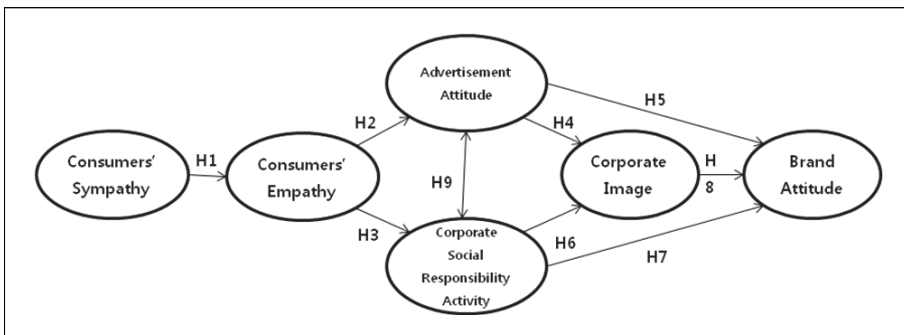 Advertisement
Attitude
H5
H2
H4
Consumers’
Sympathy
H1
Consumers’
Empathy
H9
Corporate
Image
H
8
Brand
Attitude
H3
Corporate
Social
Responsibility
Activity
H6
H7